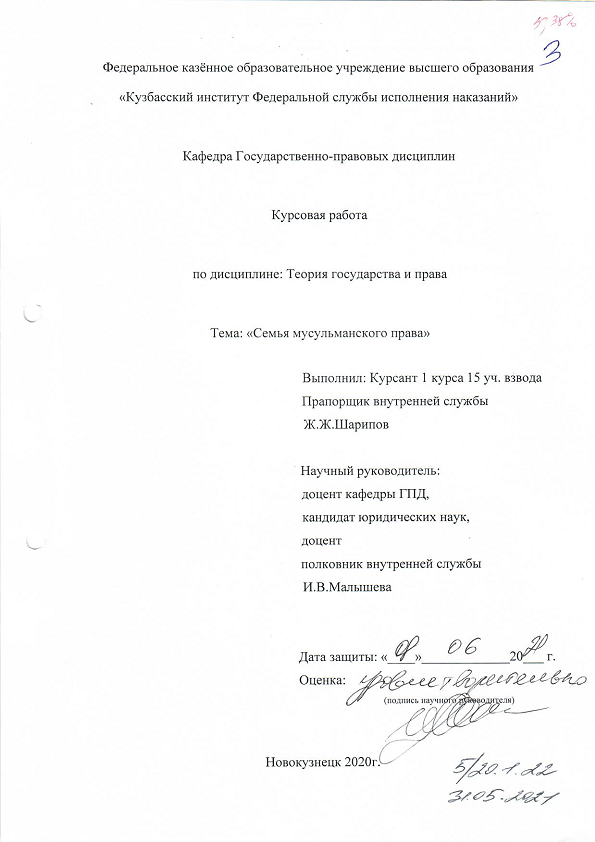 5,38%
3
Федеральное казённое образовательное учреждение высшего образования
«Кузбасский институт Федеральной службы исполнения наказаний»
Кафедра Государственно-правовых дисциплин
Курсовая работа
по дисциплине: Теория государства и права
Тема: «Семья мусульманского права»
Выполнил: Курсант 1 курса 15 уч. взвода
Прапорщик внутренней службы
Ж.Ж.Шарипов
Научный руководитель:
доцент кафедры ГПД,
кандидат юридических наук,
доцент
полковник внутренней службы
И.В.Малышева
Дата защиты: « » 06 20 г.
Оценка: удовлетворительно
(подпись научного руководителя)
Новокузнецк 2020г.
5/20.1.22
31.05.2021